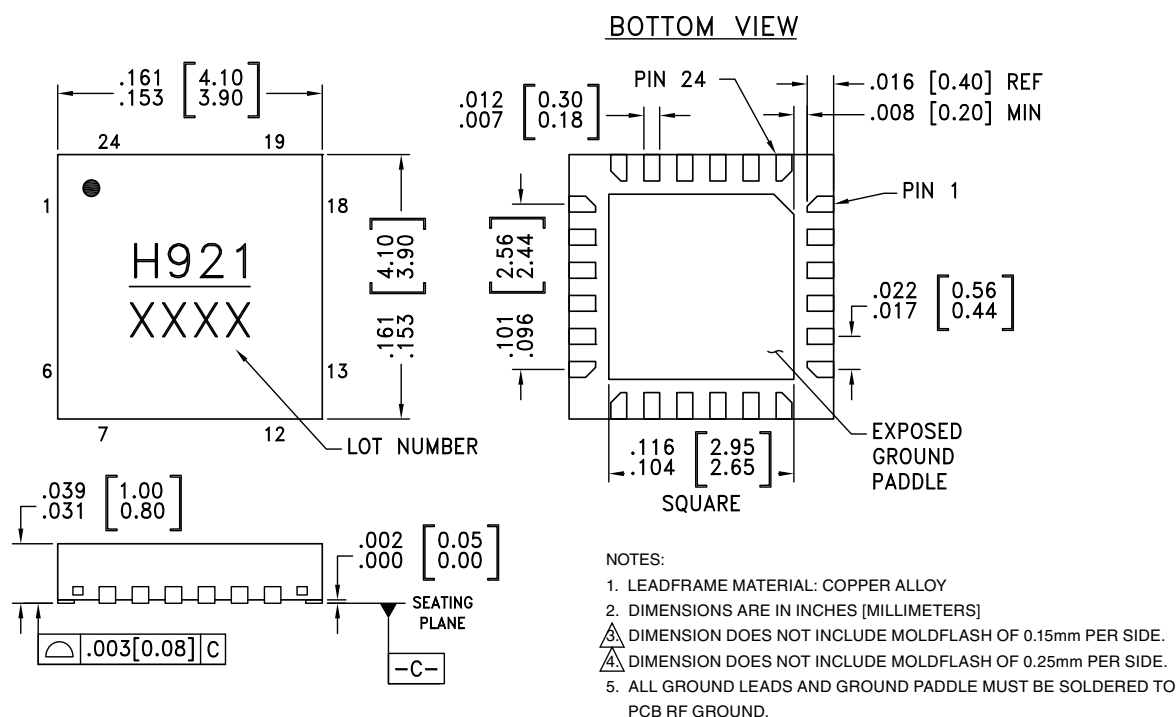 BOTTOM VIEW
.161 [4.10]
.153 [3.90]
24
19
1
18
H921
XXXX
6
13
7
12
LOT NUMBER
[4.10]
[3.90]
.161
.153
PIN 24
.012 [0.30]
.007 [0.18]
.016 [0.40] REF
.008 [0.20] MIN
PIN 1
[2.56]
[2.44]
.101
.096
.022 [0.56]
.017 [0.44]
.116 [2.95]
.104 [2.65]
SQUARE
EXPOSED
GROUND
PADDLE
.039 [1.00]
.031 [0.80]
.002 [0.05]
.000 [0.00]
SEATING
PLANE
.003[0.08] C
-C-
NOTES:
1. LEADFRAME MATERIAL: COPPER ALLOY
2. DIMENSIONS ARE IN INCHES [MILLIMETERS]
3. DIMENSION DOES NOT INCLUDE MOLDFLASH OF 0.15mm PER SIDE.
4. DIMENSION DOES NOT INCLUDE MOLDFLASH OF 0.25mm PER SIDE.
5. ALL GROUND LEADS AND GROUND PADDLE MUST BE SOLDERED TO
PCB RF GROUND.